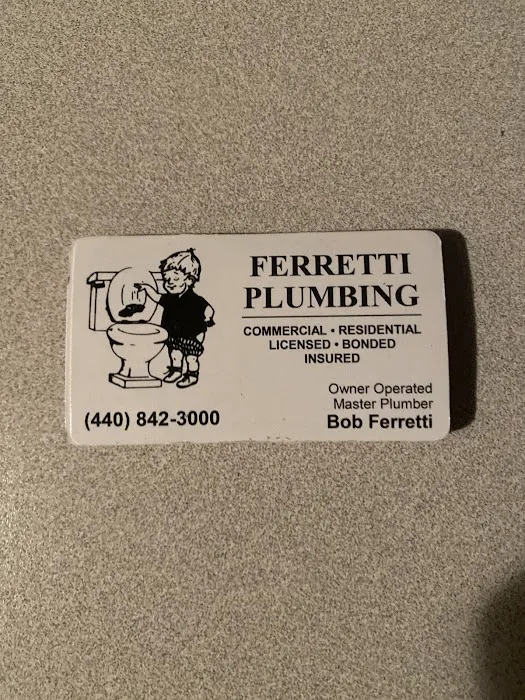 FERRETTI
PLUMBING
COMMERCIAL • RESIDENTIAL
LICENSED • BONDED
INSURED
Owner Operated
Master Plumber
Bob Ferretti
(440) 842-3000